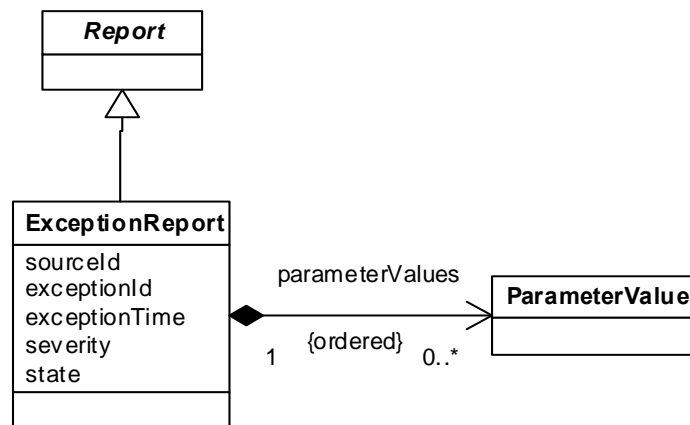 Report
ExceptionReport
sourceId
exceptionId
exceptionTime
severity
state
parameterValues
{ordered}
1
0..*
ParameterValue